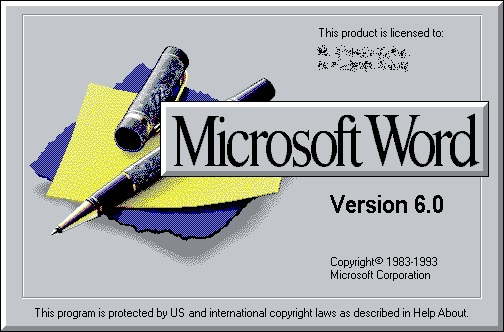 This product is licensed to:
Microsoft Word
Version 6.0
Copyright© 1983-1993
Microsoft Corporation
This program is protected by US and international copyright laws as described in Help About.